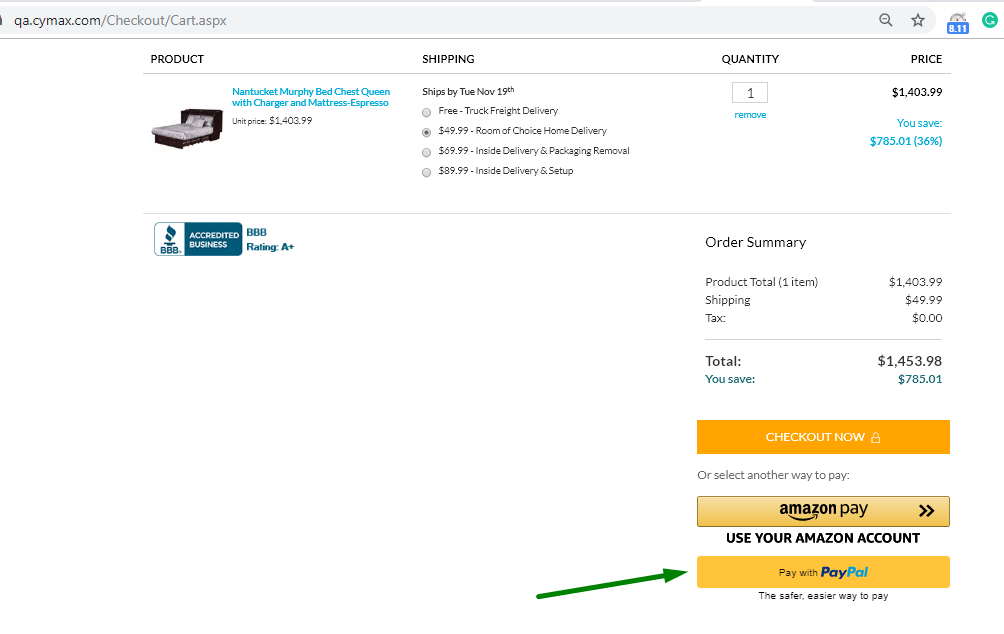 qa.cymax.com/Checkout/Cart.aspx
8.11
PRODUCT SHIPPING QUANTITY PRICE
Nantucket Murphy Bed Chest Queen with Charger and Mattress-Espresso
Unit price: $1,403.99
Ships by Tue Nov 19th
Free - Truck Freight Delivery
$49.99 - Room of Choice Home Delivery
$69.99 - Inside Delivery & Packaging Removal
$89.99 - Inside Delivery & Setup
1
remove
$1,403.99
You save:
$785.01 (36%)
BBB.
ACCREDITED
BUSINESS
BBB
Rating: A+
Order Summary
Product Total (1 item) $1,403.99
Shipping $49.99
Tax: $0.00
Total: $1,453.98
You save: $785.01
CHECKOUT NOW
Or select another way to pay:
amazon pay
USE YOUR AMAZON ACCOUNT
Pay with PayPal
The safer, easier way to pay